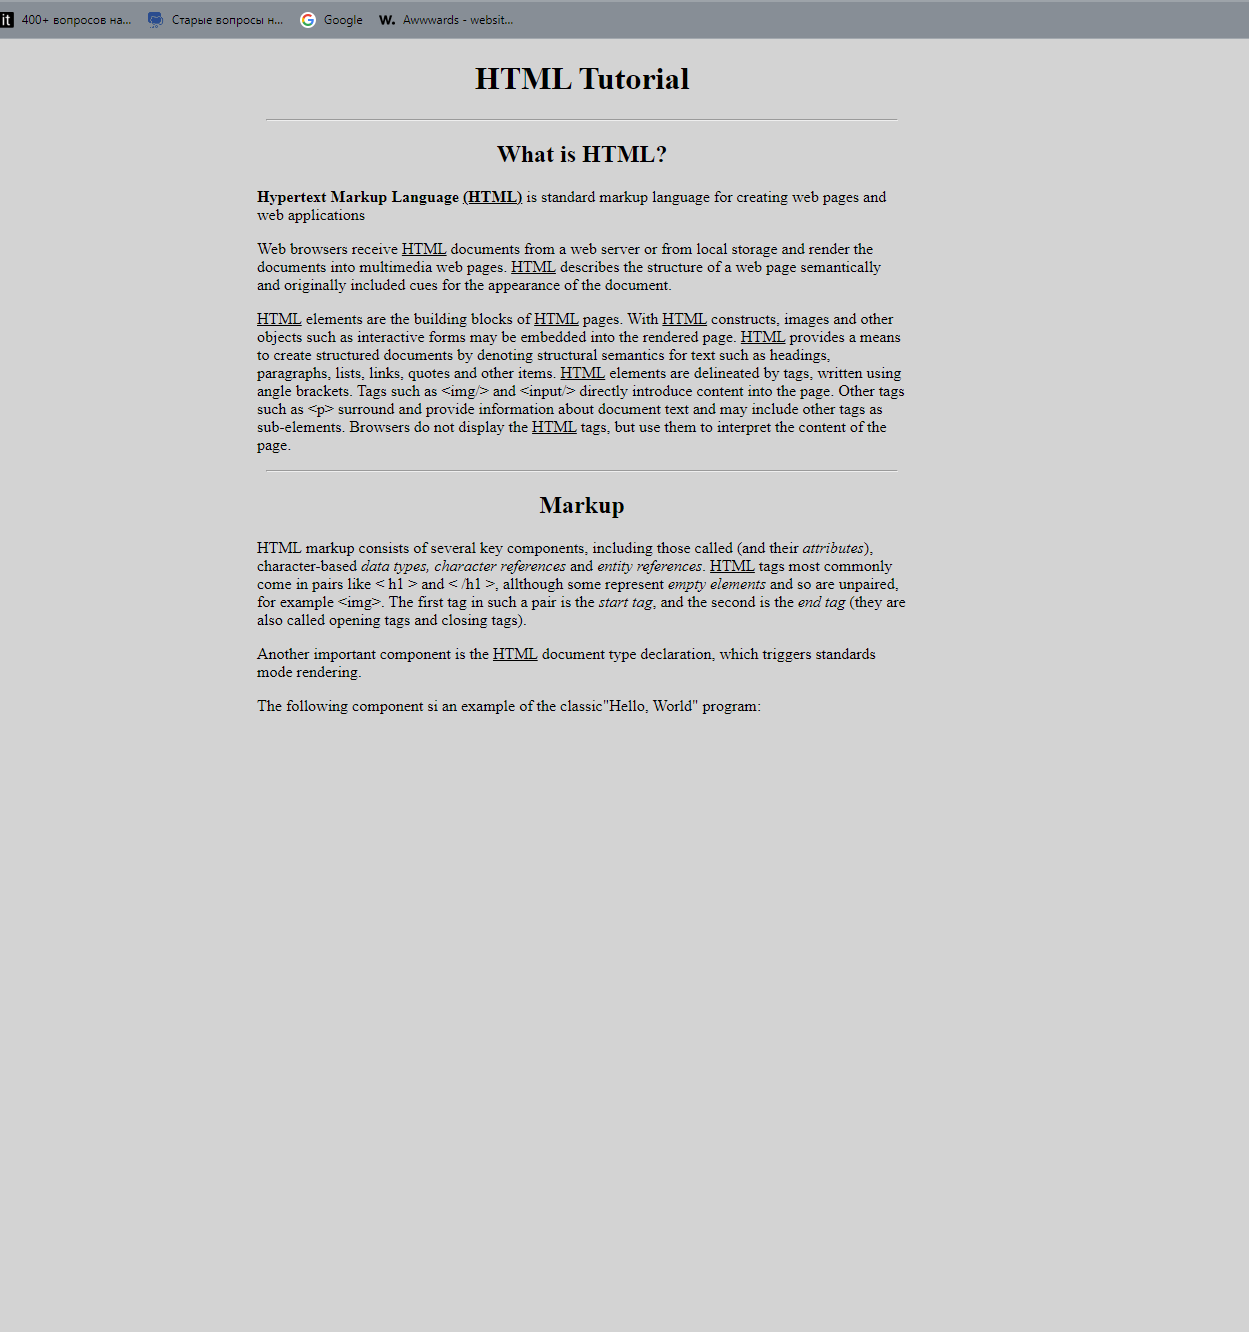 it 400+ вопросов на... Старые вопросы н... Google W. Awwwards - websit...
HTML Tutorial
What is HTML?
Hypertext Markup Language (HTML) is standard markup language for creating web pages and
web applications
Web browsers receive HTML documents from a web server or from local storage and render the
documents into multimedia web pages. HTML describes the structure of a web page semantically
and originally included cues for the appearance of the document.
HTML elements are the building blocks of HTML pages. With HTML constructs, images and other
objects such as interactive forms may be embedded into the rendered page. HTML provides a means
to create structured documents by denoting structural semantics for text such as headings,
paragraphs, lists, links, quotes and other items. HTML elements are delineated by tags, written using
angle brackets. Tags such as <img/> and <input/> directly introduce content into the page. Other tags
such as <p> surround and provide information about document text and may include other tags as
sub-elements. Browsers do not display the HTML tags, but use them to interpret the content of the
page.
Markup
HTML markup consists of several key components, including those called (and their attributes),
character-based data types, character references and entity references. HTML tags most commonly
come in pairs like < h1 > and < /h1 >, allthough some represent empty elements and so are unpaired,
for example <img>. The first tag in such a pair is the start tag, and the second is the end tag (they are
also called opening tags and closing tags).
Another important component is the HTML document type declaration, which triggers standards
mode rendering.
The following component si an example of the classic"Hello, World" program: